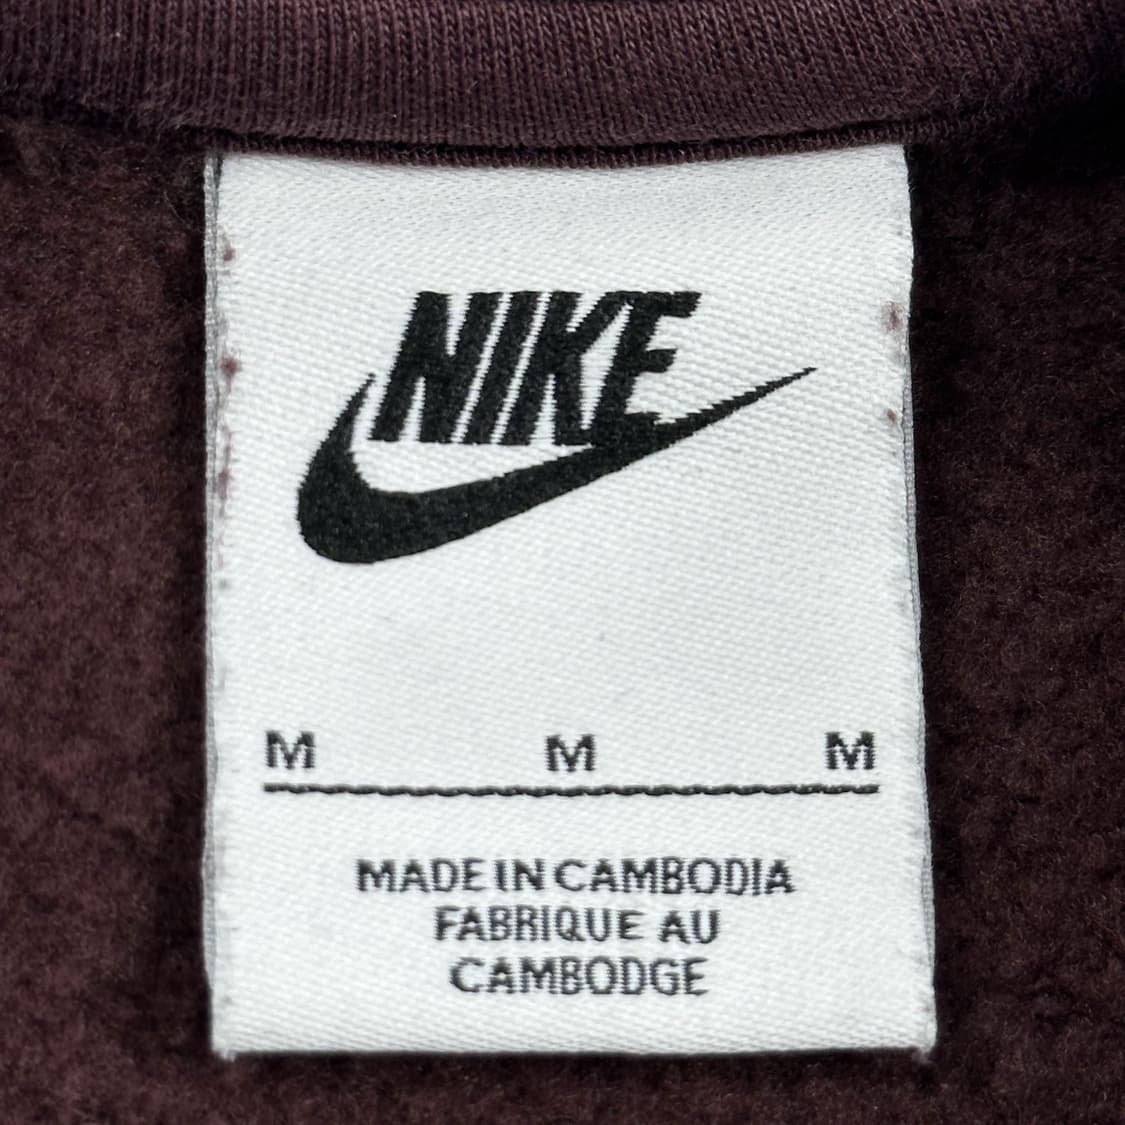 NIKE
M M M
MADE IN CAMBODIA
FABRIQUE AU
CAMBODGE